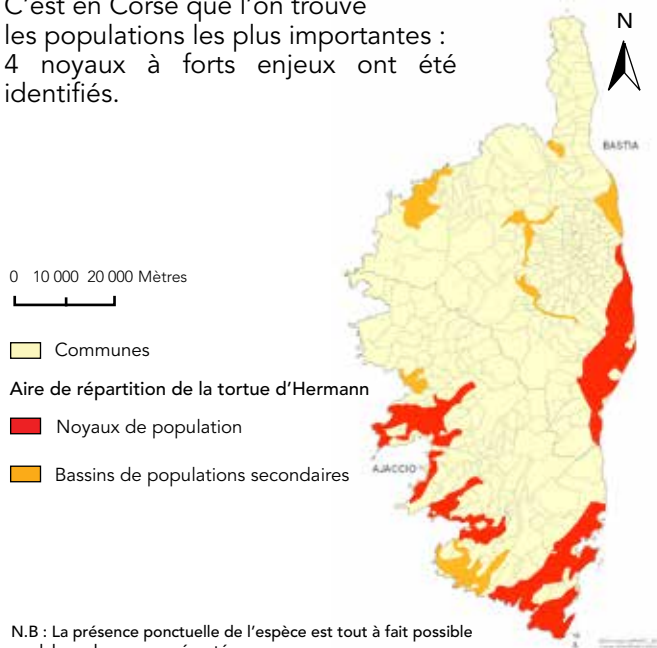 C'est en Corse que l'on trouve
les populations les plus importantes :
4 noyaux à forts enjeux ont été
identifiés.
N
BASTIA
0 10 000 20 000 Mètres
Communes
Aire de répartition de la tortue d'Hermann
Noyaux de population
AJACCIO
Bassins de populations secondaires
N.B : La présence ponctuelle de l'espèce est tout à fait possible